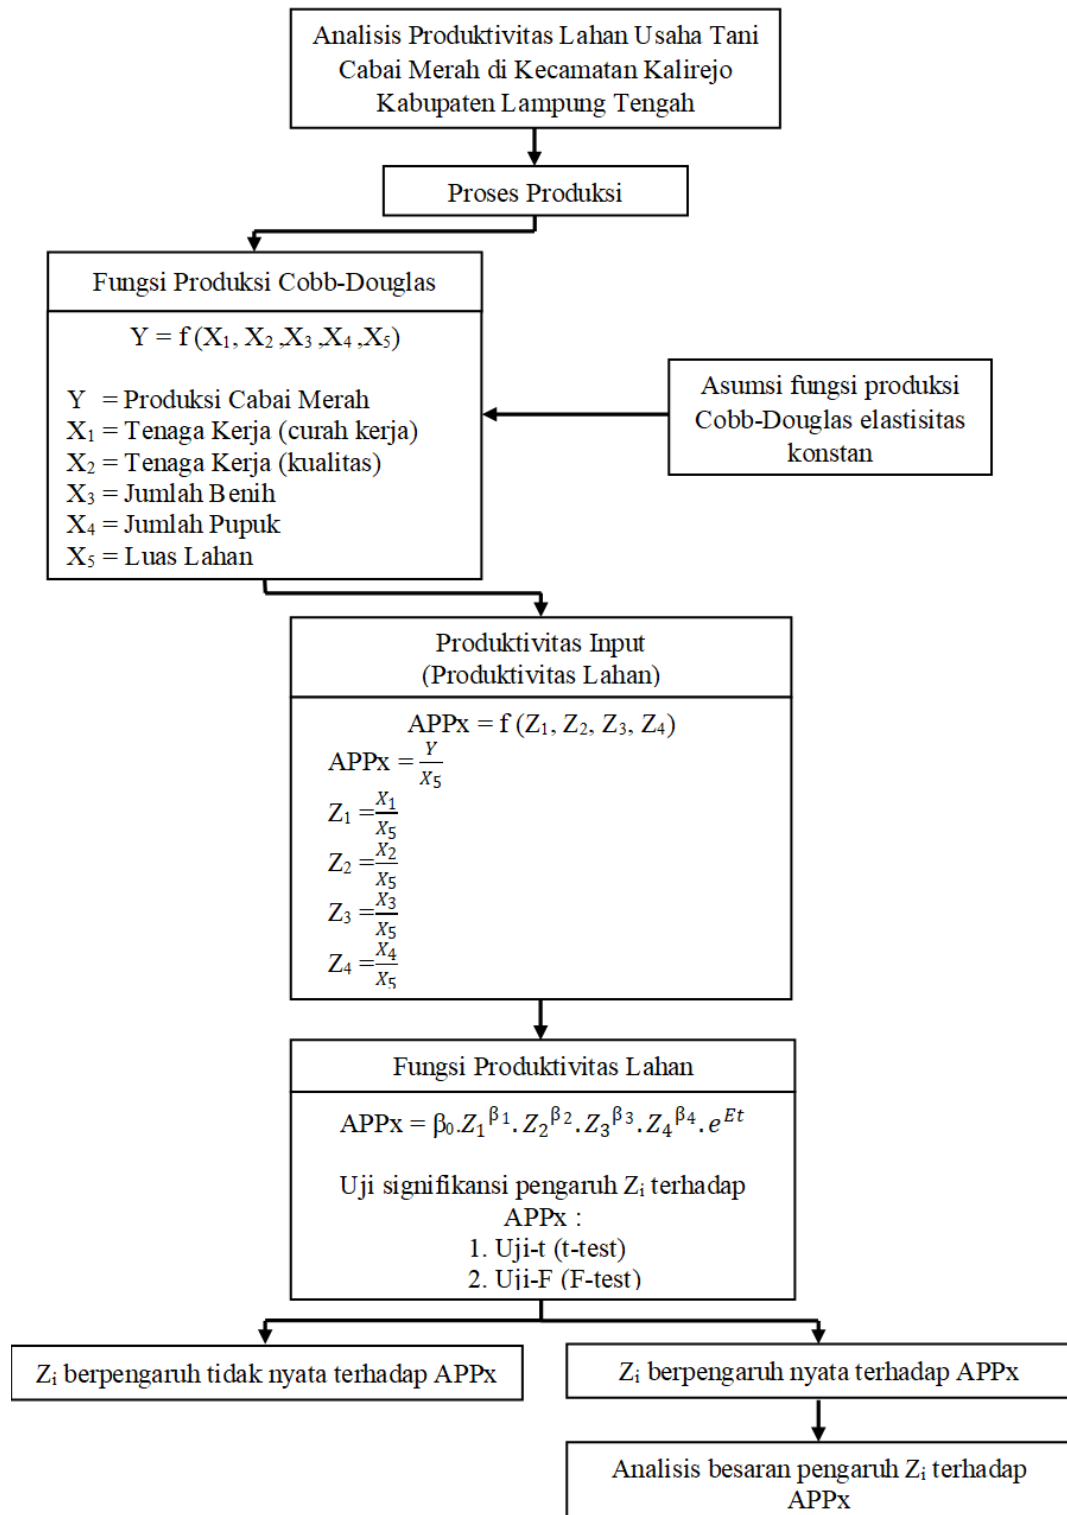 Analisis Produktivitas Lahan Usaha Tani
Cabai Merah di Kecamatan Kalirejo
Kabupaten Lampung Tengah
Proses Produksi
Fungsi Produksi Cobb-Douglas
Y = f (X₁, X₂ ,X₃ ,X₄ ,X₅)
Y = Produksi Cabai Merah
X₁ = Tenaga Kerja (curah kerja)
X₂ = Tenaga Kerja (kualitas)
X₃ = Jumlah Benih
X₄ = Jumlah Pupuk
X₅ = Luas Lahan
Asumsi fungsi produksi
Cobb-Douglas elastisitas
konstan
Produktivitas Input
(Produktivitas Lahan)
APPx = f (Z₁, Z₂, Z₃, Z₄)
APPx = Y/X₅
Z₁ = X₁/X₅
Z₂ = X₂/X₅
Z₃ = X₃/X₅
Z₄ = X₄/X₅
Fungsi Produktivitas Lahan
APPx = β₀.Z₁^β₁.Z₂^β₂.Z₃^β₃.Z₄^β₄.e^Et
Uji signifikansi pengaruh Zᵢ terhadap
APPx :
1. Uji-t (t-test)
2. Uji-F (F-test)
Zᵢ berpengaruh tidak nyata terhadap APPx
Zᵢ berpengaruh nyata terhadap APPx
Analisis besaran pengaruh Zᵢ terhadap
APPx